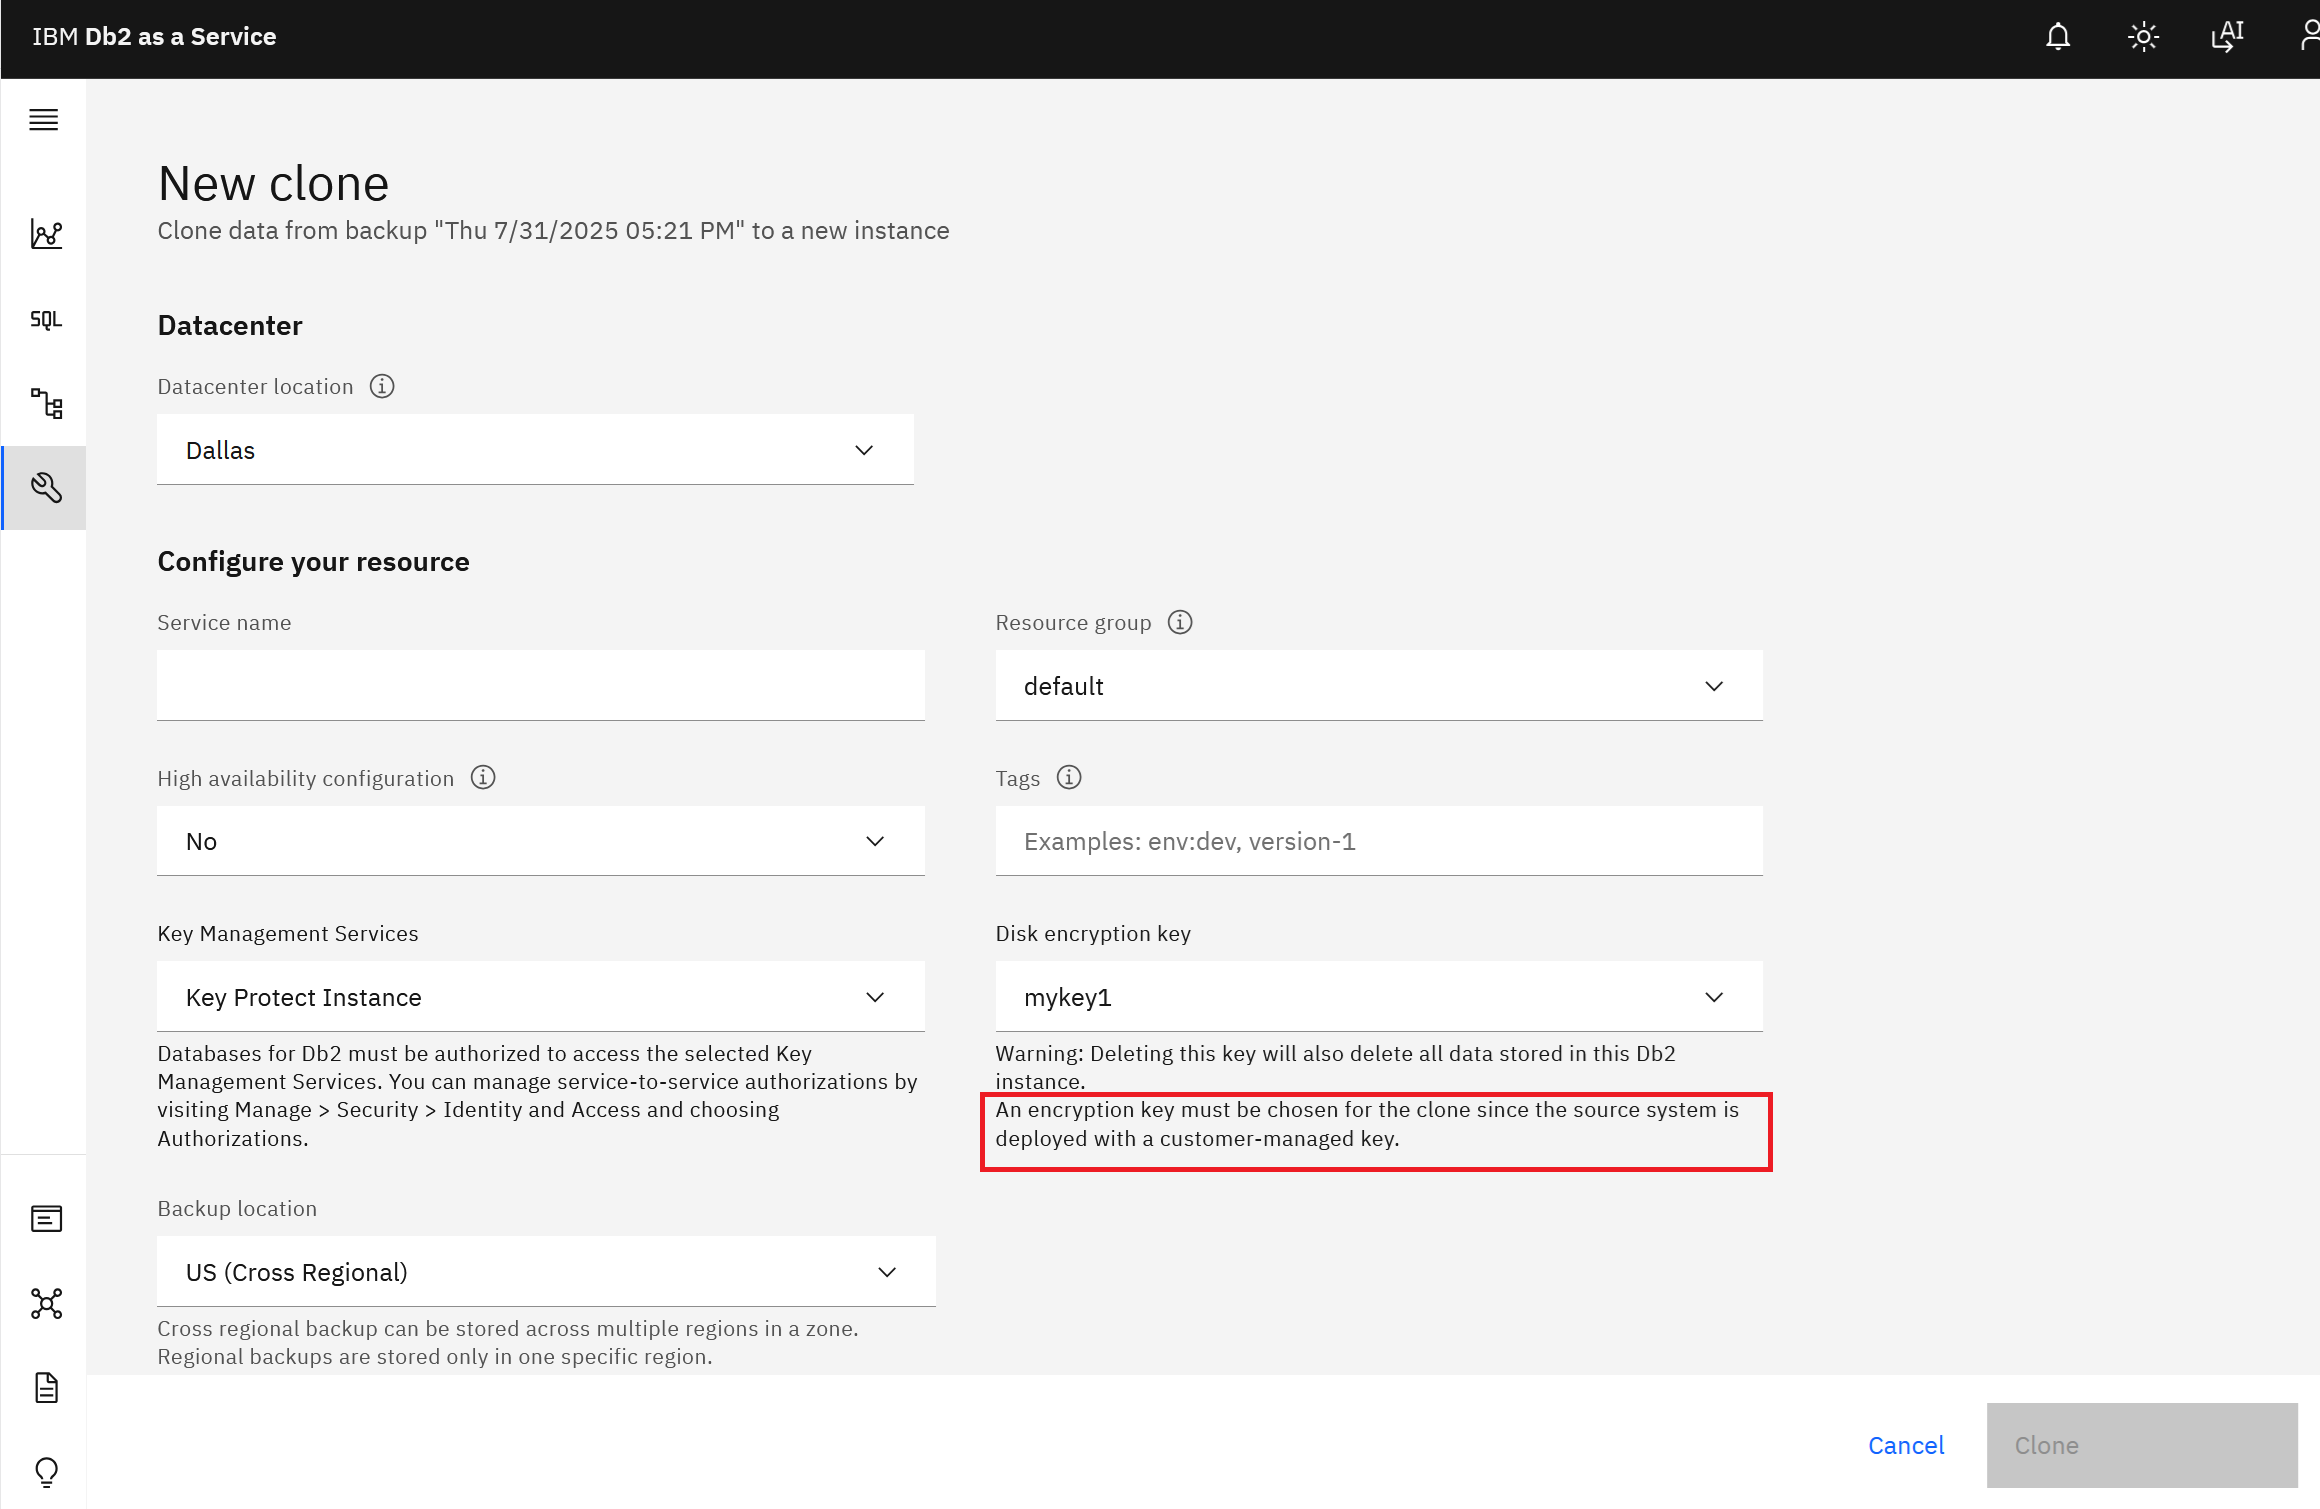 IBM Db2 as a Service
AI
New clone
Clone data from backup "Thu 7/31/2025 05:21 PM" to a new instance
Datacenter
SQL
Datacenter location
Dallas
Configure your resource
Service name
Resource group
default
High availability configuration
Tags
No
Examples: env:dev, version-1
Key Management Services
Disk encryption key
Key Protect Instance
mykey1
Databases for Db2 must be authorized to access the selected Key
Management Services. You can manage service-to-service authorizations by
visiting Manage > Security > Identity and Access and choosing
Authorizations.
Warning: Deleting this key will also delete all data stored in this Db2
instance.
An encryption key must be chosen for the clone since the source system is
deployed with a customer-managed key.
Backup location
US (Cross Regional)
Cross regional backup can be stored across multiple regions in a zone.
Regional backups are stored only in one specific region.
Cancel
Clone